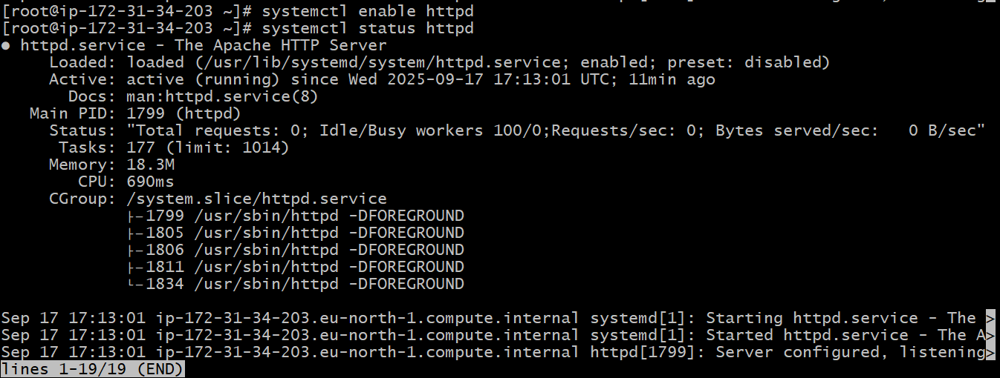 [root@ip-172-31-34-203 ~]# systemctl enable httpd
[root@ip-172-31-34-203 ~]# systemctl status httpd
● httpd.service - The Apache HTTP Server
     Loaded: loaded (/usr/lib/systemd/system/httpd.service; enabled; preset: disabled)
     Active: active (running) since Wed 2025-09-17 17:13:01 UTC; 11min ago
       Docs: man:httpd.service(8)
   Main PID: 1799 (httpd)
     Status: "Total requests: 0; Idle/Busy workers 100/0;Requests/sec: 0; Bytes served/sec:   0 B/sec"
      Tasks: 177 (limit: 1014)
     Memory: 18.3M
        CPU: 690ms
     CGroup: /system.slice/httpd.service
             ├─1799 /usr/sbin/httpd -DFOREGROUND
             ├─1805 /usr/sbin/httpd -DFOREGROUND
             ├─1806 /usr/sbin/httpd -DFOREGROUND
             ├─1811 /usr/sbin/httpd -DFOREGROUND
             └─1834 /usr/sbin/httpd -DFOREGROUND
Sep 17 17:13:01 ip-172-31-34-203.eu-north-1.compute.internal systemd[1]: Starting httpd.service - The >
Sep 17 17:13:01 ip-172-31-34-203.eu-north-1.compute.internal systemd[1]: Started httpd.service - The A>
Sep 17 17:13:01 ip-172-31-34-203.eu-north-1.compute.internal httpd[1799]: Server configured, listening>
lines 1-19/19 (END)